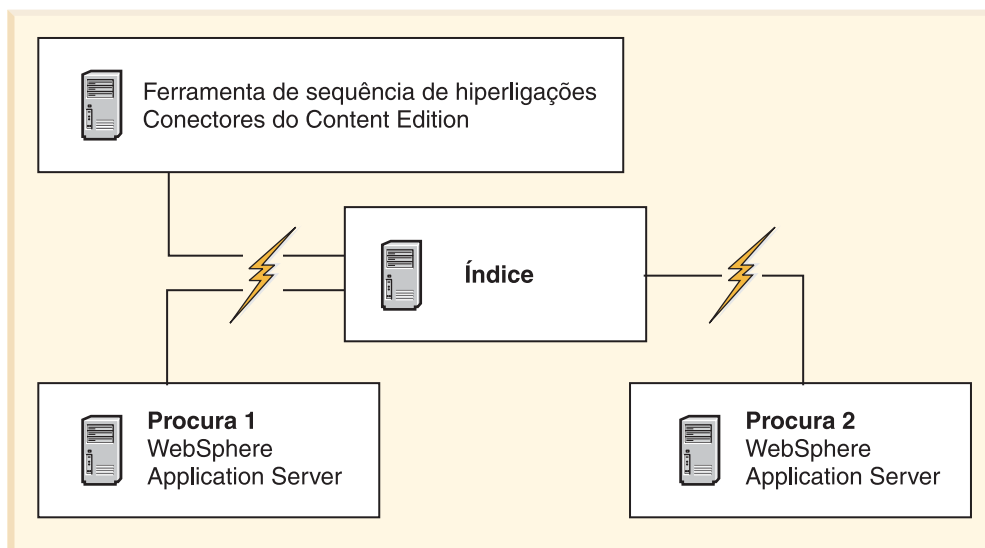 Ferramenta de sequência de hiperligações
Conectores do Content Edition
Índice
Procura 1
WebSphere
Application Server
Procura 2
WebSphere
Application Server